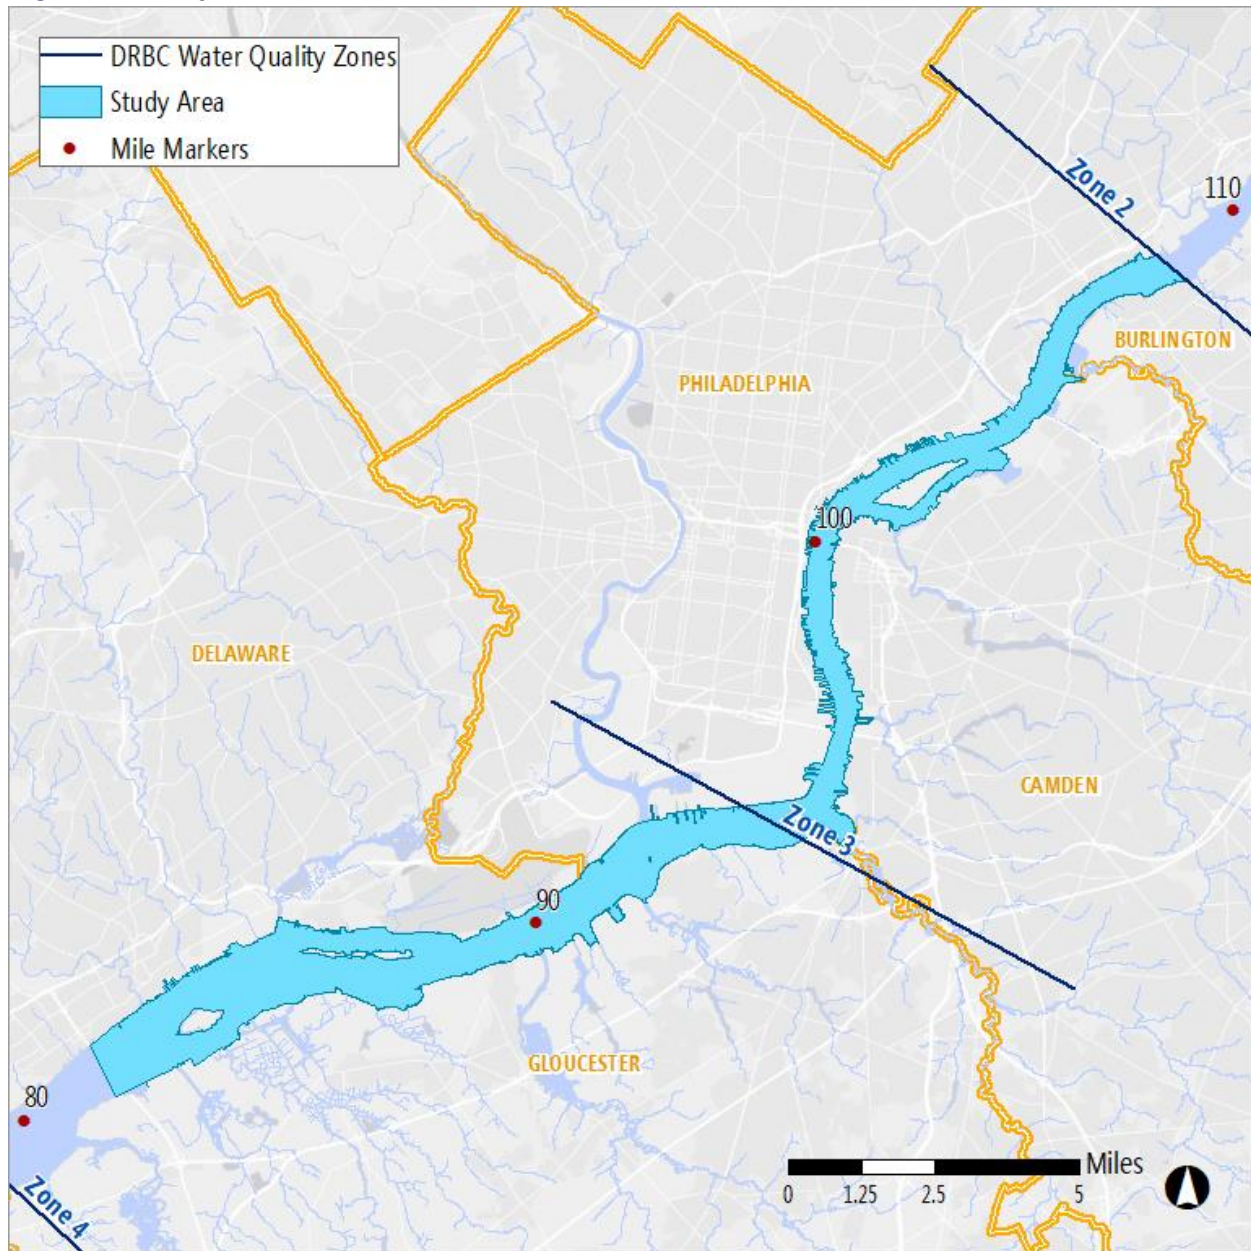 DRBC Water Quality Zones
Study Area
Mile Markers
Zone 2
110
BURLINGTON
PHILADELPHIA
100
DELAWARE
CAMDEN
Zone 3
90
GLOUCESTER
80
Zone 4
Miles
0 1.25 2.5 5